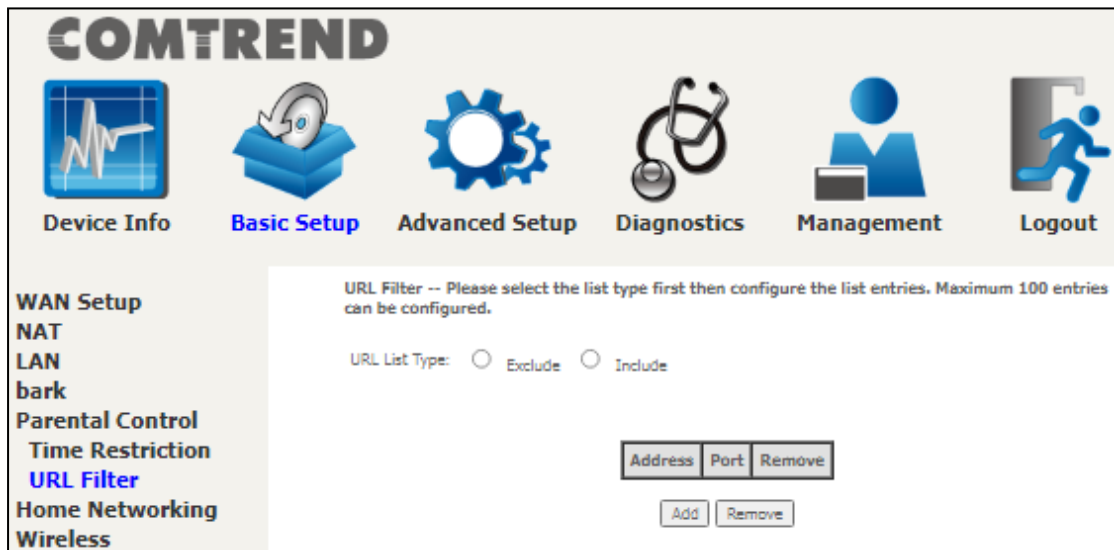 COMTREND
Device Info
Basic Setup
Advanced Setup
Diagnostics
Management
Logout
WAN Setup
NAT
LAN
bark
Parental Control
Time Restriction
URL Filter
Home Networking
Wireless
URL Filter -- Please select the list type first then configure the list entries. Maximum 100 entries
can be configured.
URL List Type: Exclude Include
Address Port Remove
Add Remove